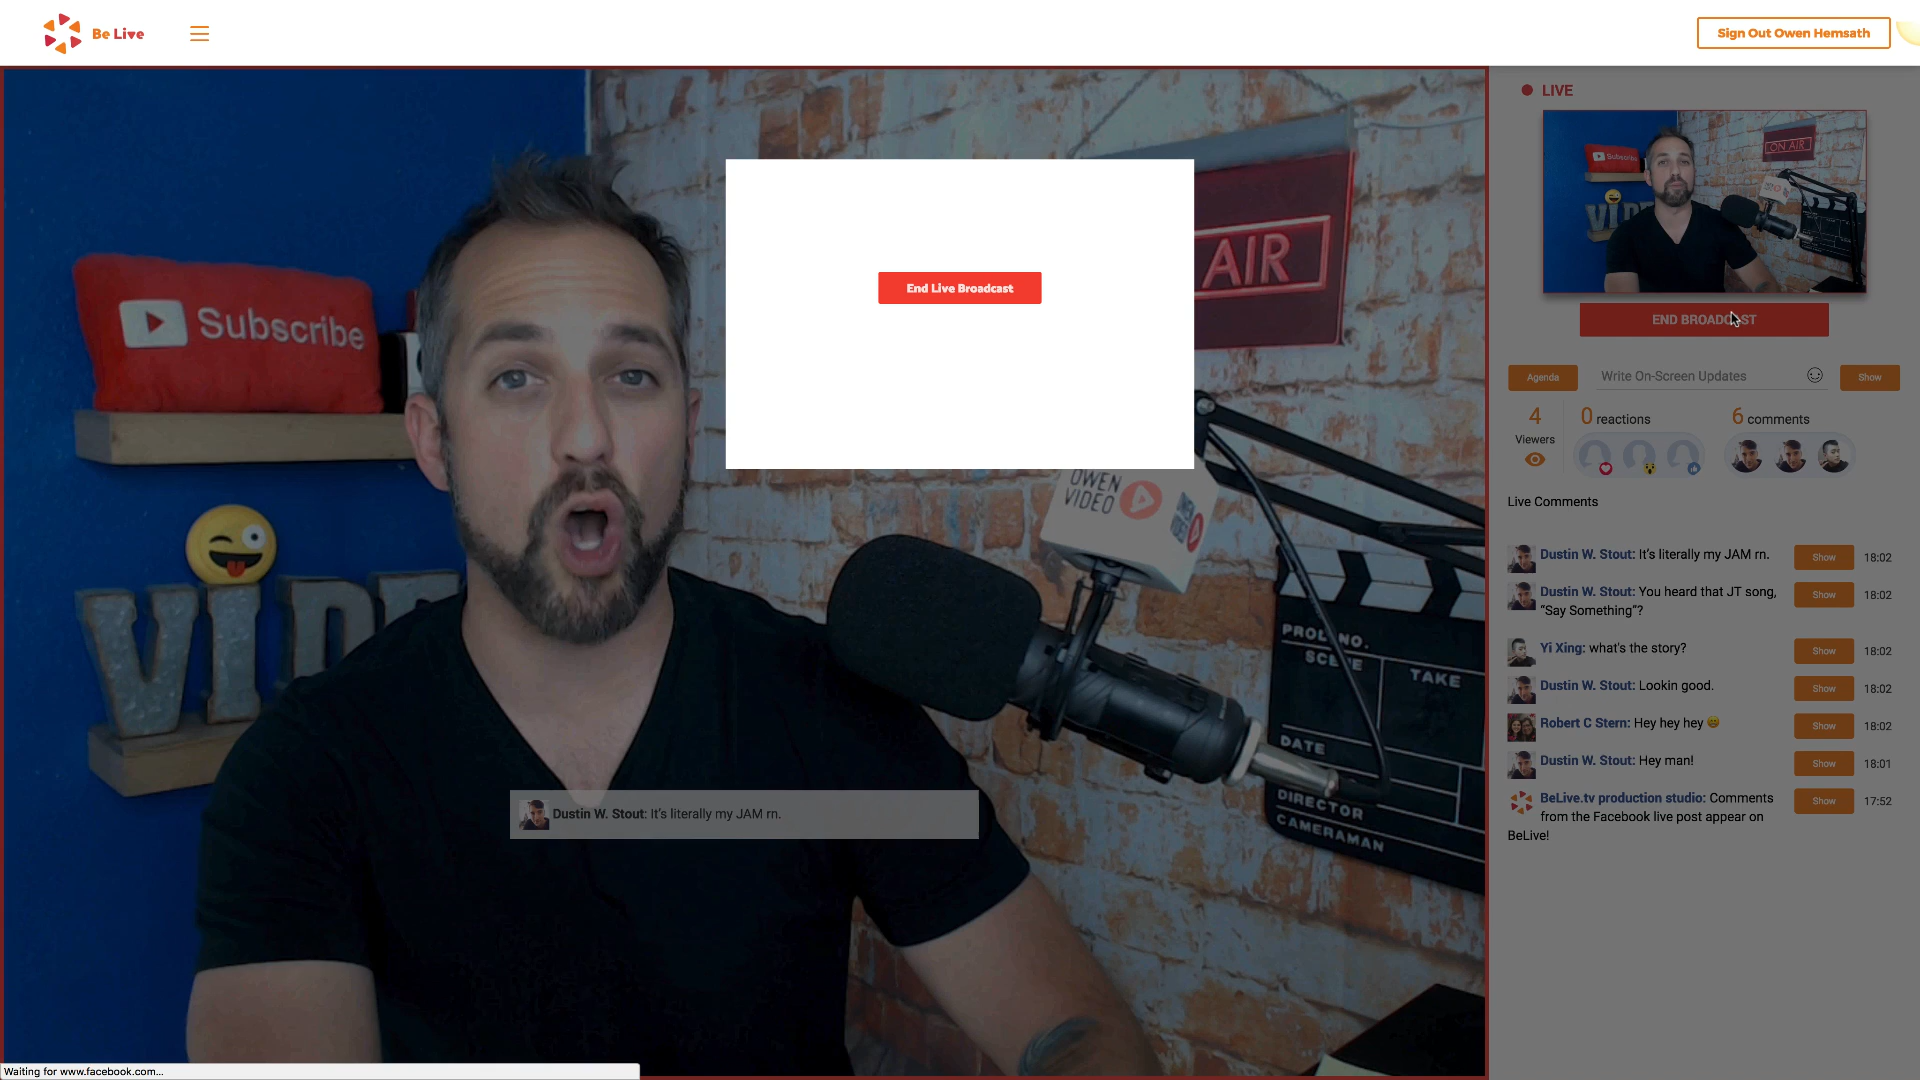 Be Live
Sign Out Owen Hemsath
LIVE
Subscribe
ON AIR
VID
END BROADCAST
Subscribe
AIR
End Live Broadcast
Agenda
Write On-Screen Updates
Show
4
Viewers
0 reactions
6 comments
Live Comments
OWEN
VIDEO
Dustin W. Stout: It's literally my JAM rn.
Show
18:02
Dustin W. Stout: You heard that JT song,
"Say Something"?
Show
18:02
Yi Xing: what's the story?
Show
18:02
Dustin W. Stout: Lookin good.
Show
18:02
Robert C Stern: Hey hey hey
Show
18:02
Dustin W. Stout: Hey man!
Show
18:01
BeLive.tv production studio: Comments
from the Facebook live post appear on
BeLive!
Show
17:52
VID
PROD. NO.
SCENE
TAKE
DATE
DIRECTOR
CAMERAMAN
Dustin W. Stout: It's literally my JAM rn.
Waiting for www.facebook.com...